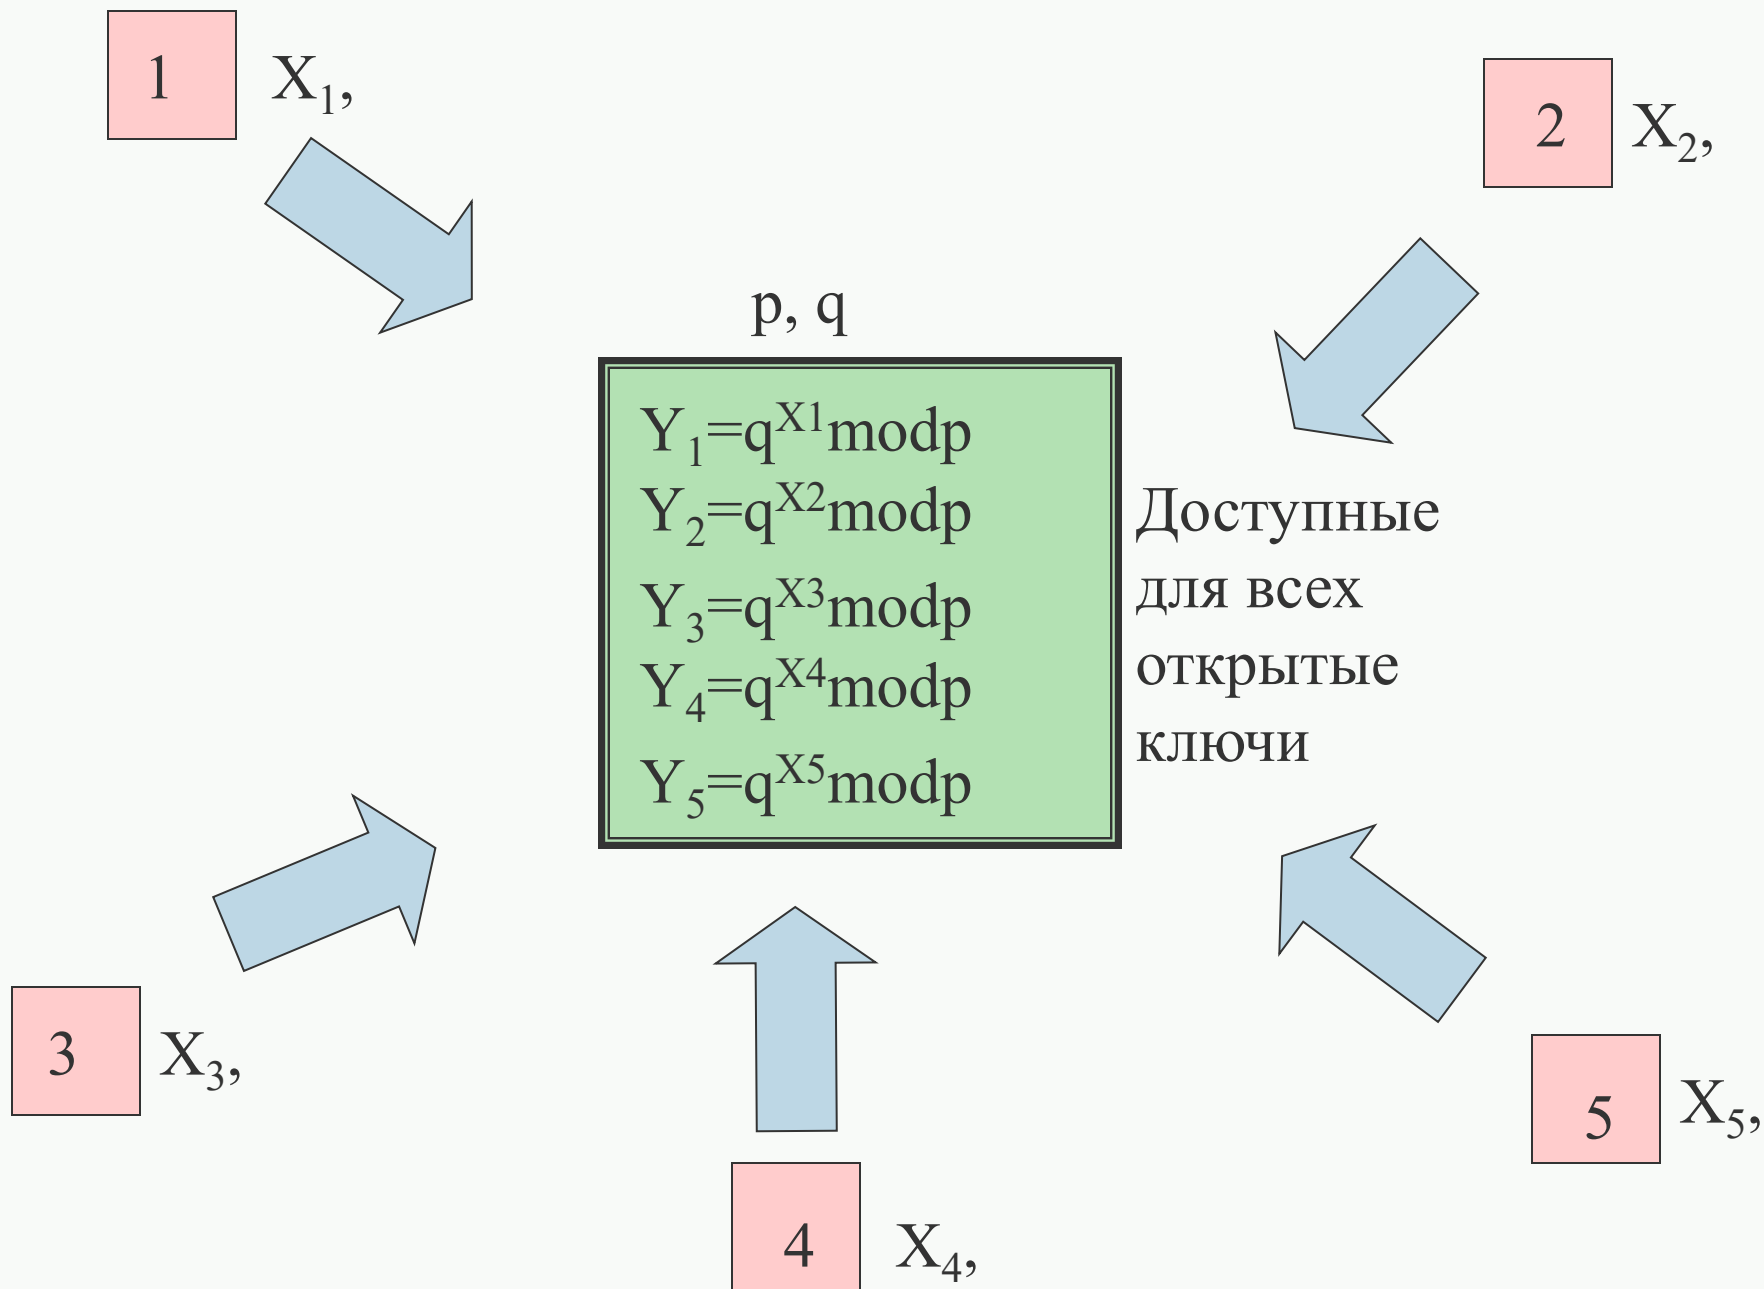 1 X₁,
2 X₂,
p, q
Y₁=qˣ¹modp
Y₂=qˣ²modp
Y₃=qˣ³modp
Y₄=qˣ⁴modp
Y₅=qˣ⁵modp
Доступные
для всех
открытые
ключи
3 X₃,
5 X₅,
4 X₄,